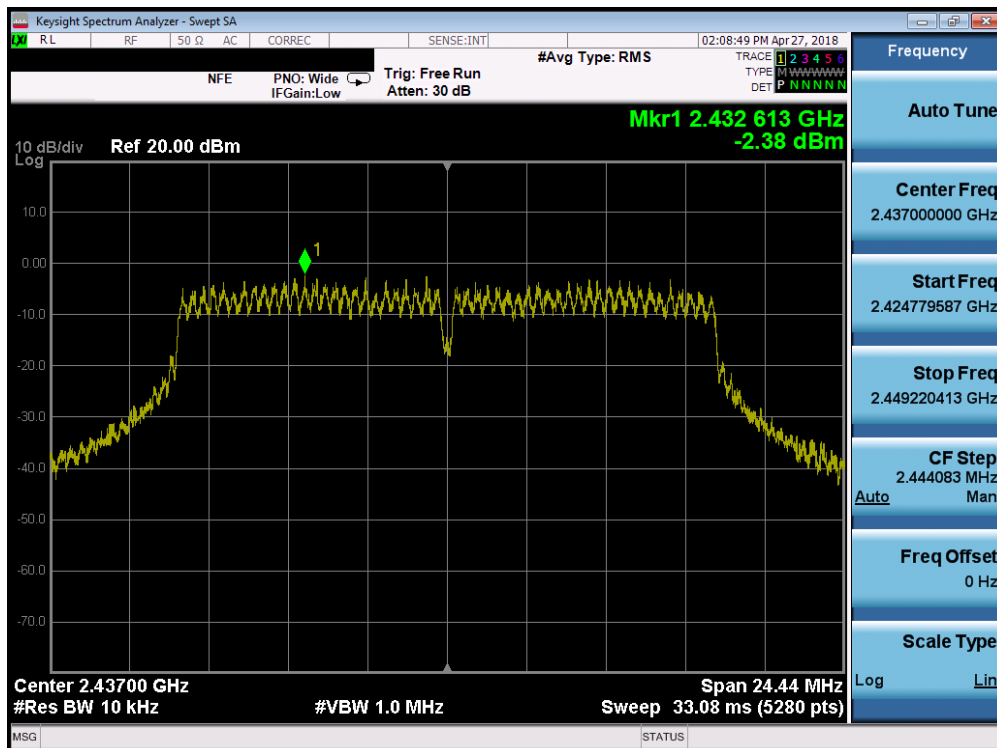 Keysight Spectrum Analyzer - Swept SA
LXI RL RF 50 Ω AC CORREC SENSE:INT 02:08:49 PM Apr 27, 2018
NFE PNO: Wide Trig: Free Run #Avg Type: RMS TRACE 1 2 3 4 5 6
IFGain:Low Atten: 30 dB TYPE M WWWWW
DET P N N N N N
Mkr1 2.432 613 GHz
10 dB/div Ref 20.00 dBm -2.38 dBm
Log
10.0
1
0.00
-10.0
-20.0
-30.0
-40.0
-50.0
-60.0
-70.0
Center 2.43700 GHz Span 24.44 MHz
#Res BW 10 kHz #VBW 1.0 MHz Sweep 33.08 ms (5280 pts)
MSG STATUS
Frequency
Auto Tune
Center Freq
2.437000000 GHz
Start Freq
2.424779587 GHz
Stop Freq
2.449220413 GHz
CF Step
2.444083 MHz
Auto Man
Freq Offset
0 Hz
Scale Type
Log Lin